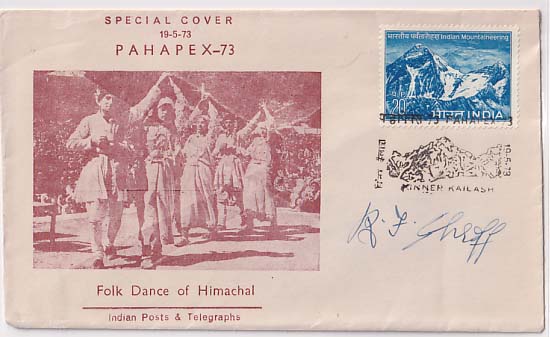 SPECIAL COVER
19-5-73
PAHAPEX-73
भारतीय पर्वतारोहण Indian Mountaineering
20
भारत INDIA
73 PAHAPEX
19-5-73
KINNER KAILASH
Folk Dance of Himachal
Indian Posts & Telegraphs